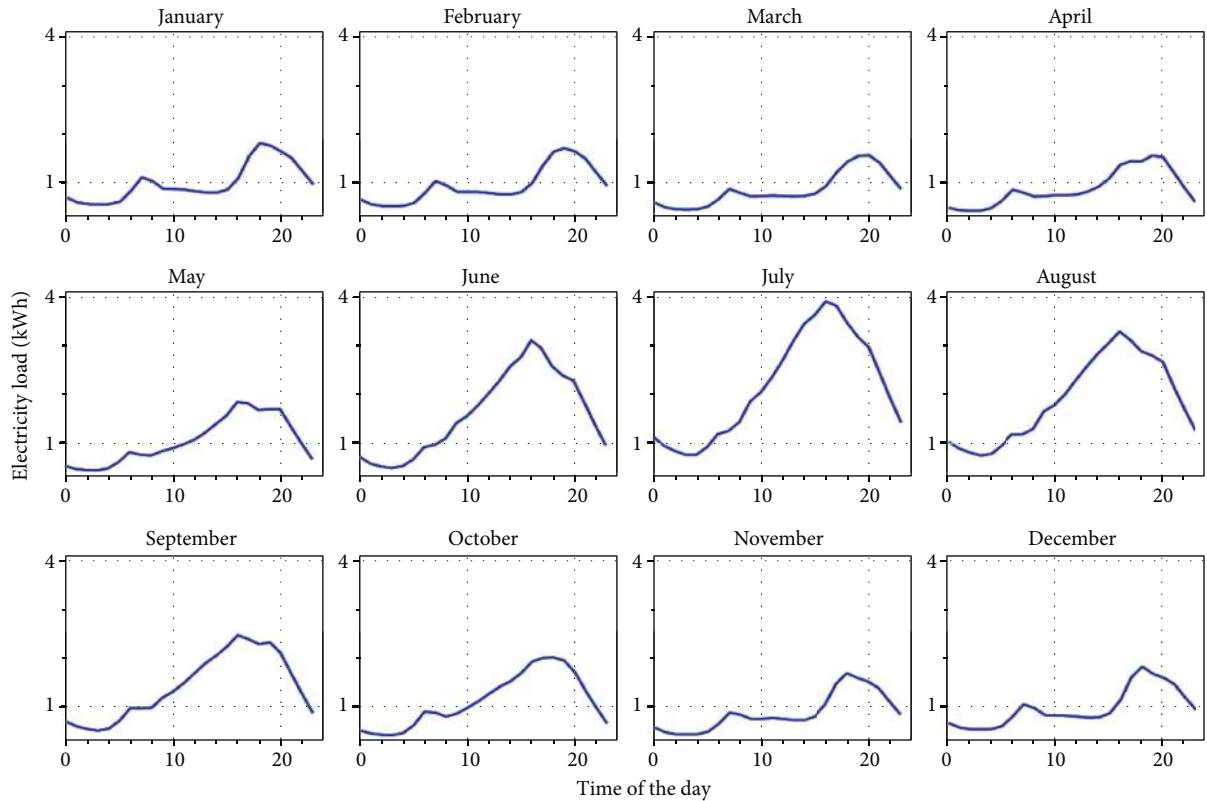 January February March April
4 4 4 4
1 1 1 1
0 10 20 0 10 20 0 10 20 0 10 20
May June July August
Electricity load (kWh)
4 4 4 4
1 1 1 1
0 10 20 0 10 20 0 10 20 0 10 20
September October November December
4 4 4 4
1 1 1 1
0 10 20 0 10 20 0 10 20 0 10 20
Time of the day